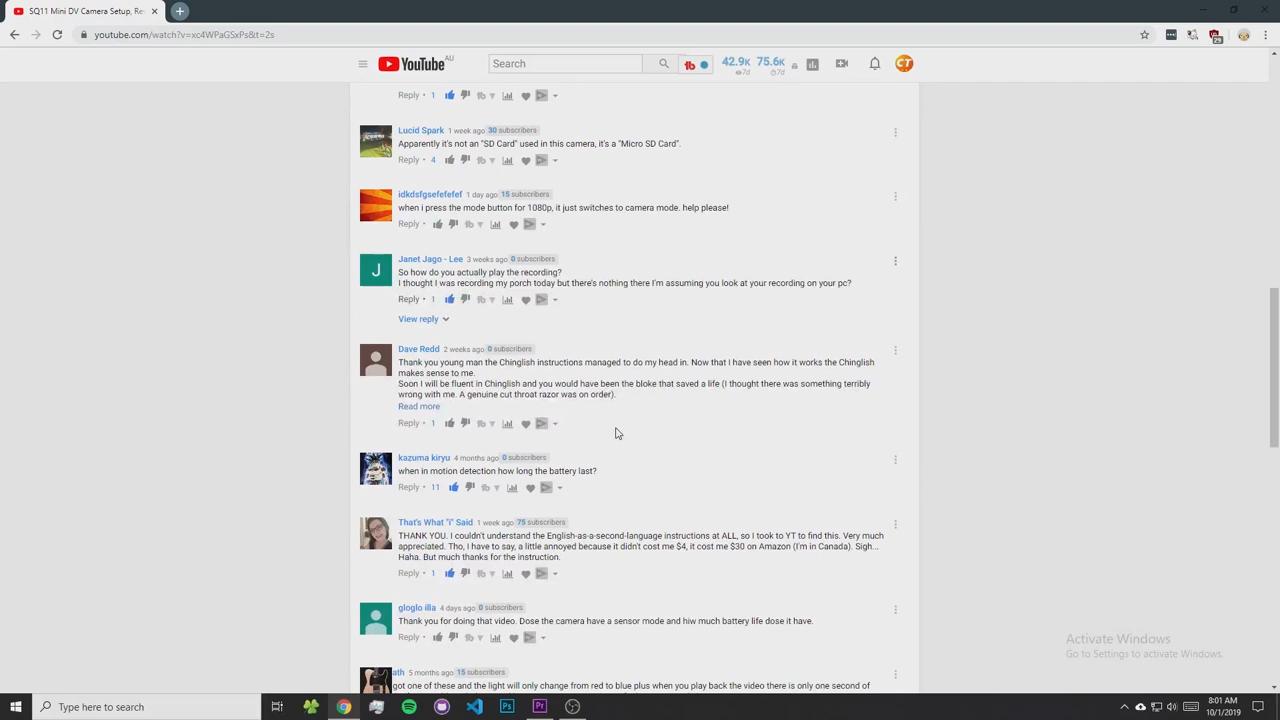 SQ11 Mini DV Camera Setup, Re
youtube.com/watch?v=xc4WPaGSxPs&t=2s
29
YouTube AU
Search
42.9K 75.6K
7d 7d
CT
Reply • 1
Lucid Spark 1 week ago 30 subscribers
Apparently it's not an "SD Card" used in this camera, it's a "Micro SD Card".
Reply • 4
idkdsfgsefefefef 1 day ago 15 subscribers
when i press the mode button for 1080p, it just switches to camera mode. help please!
Reply •
J
Janet Jago - Lee 3 weeks ago 0 subscribers
So how do you actually play the recording?
I thought I was recording my porch today but there's nothing there I'm assuming you look at your recording on your pc?
Reply • 1
View reply
Dave Redd 2 weeks ago 0 subscribers
Thank you young man the Chinglish instructions managed to do my head in. Now that I have seen how it works the Chinglish
makes sense to me.
Soon I will be fluent in Chinglish and you would have been the bloke that saved a life (I thought there was something terribly
wrong with me. A genuine cut throat razor was on order).
Read more
Reply • 1
kazuma kiryu 4 months ago 0 subscribers
when in motion detection how long the battery last?
Reply • 11
That's What "i" Said 1 week ago 75 subscribers
THANK YOU. I couldn't understand the English-as-a-second-language instructions at ALL, so I took to YT to find this. Very much
appreciated. Tho, I have to say, a little annoyed because it didn't cost me $4, it cost me $30 on Amazon (I'm in Canada). Sigh...
Haha. But much thanks for the instruction.
Reply • 1
gloglo illa 4 days ago 0 subscribers
Thank you for doing that video. Dose the camera have a sensor mode and hiw much battery life dose it have.
Reply •
Activate Windows
Go to Settings to activate Windows.
ath 5 months ago 15 subscribers
got one of these and the light will only change from red to blue plus when you play back the video there is only one second of
Type here to search
Ps
Pr
8:01 AM
10/1/2019